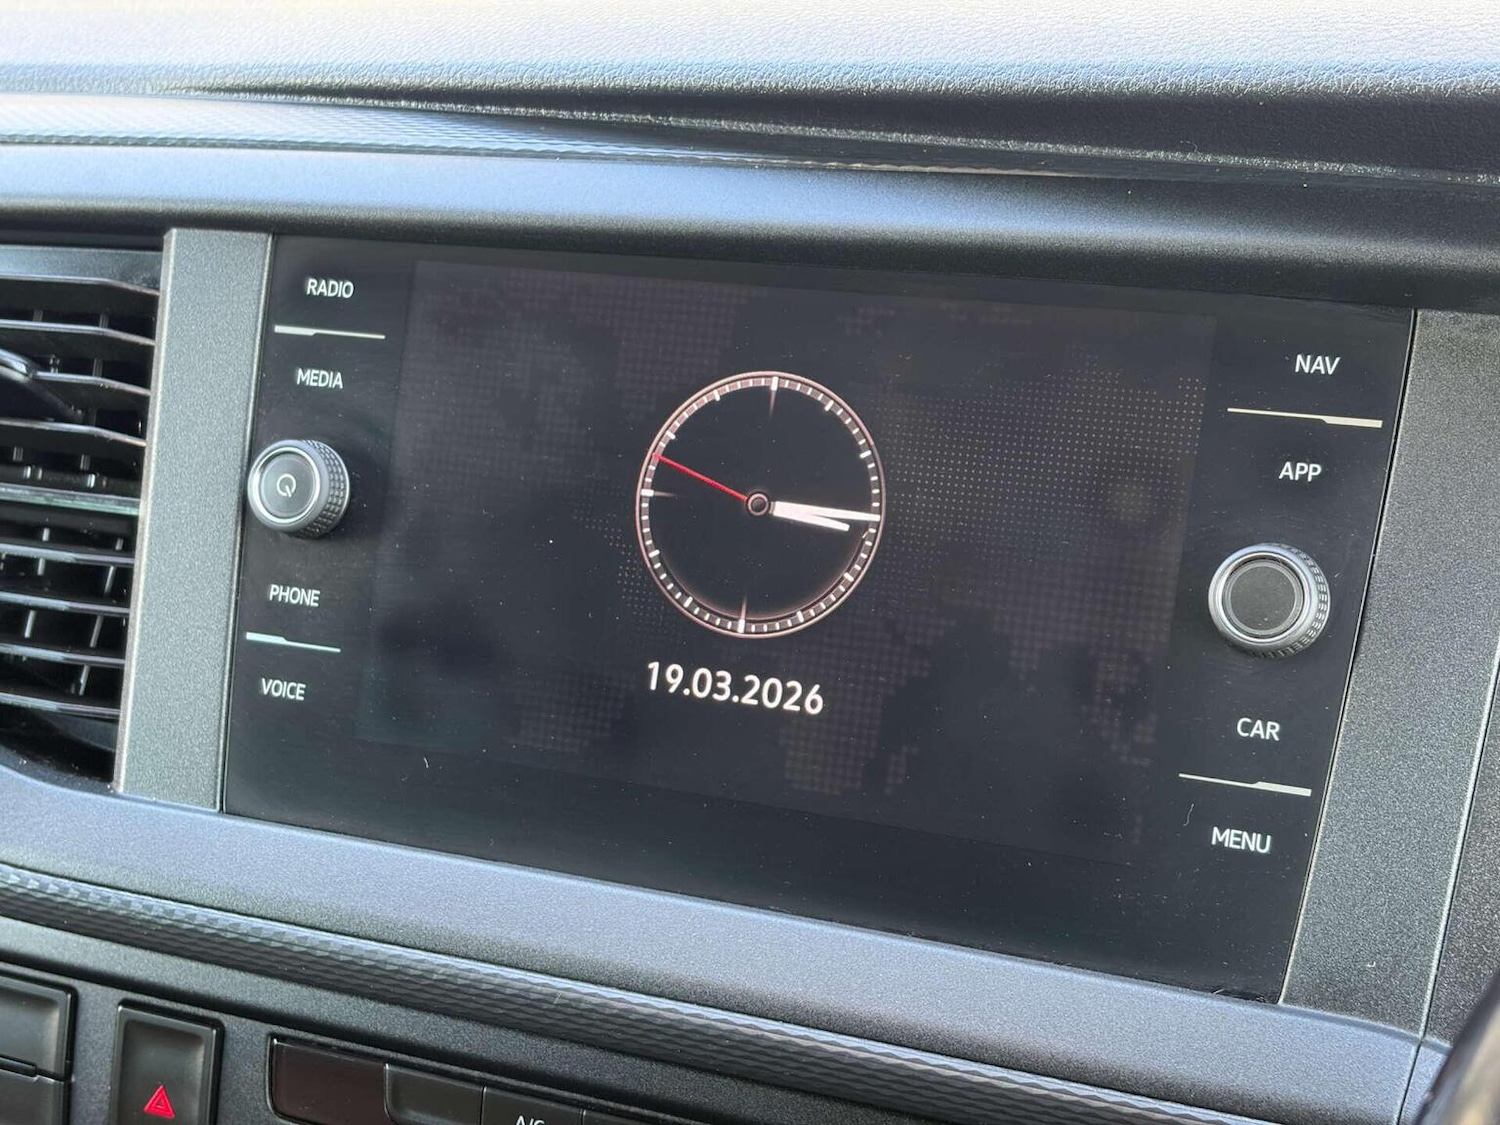 RADIO
MEDIA
PHONE
VOICE
19.03.2026
NAV
APP
CAR
MENU